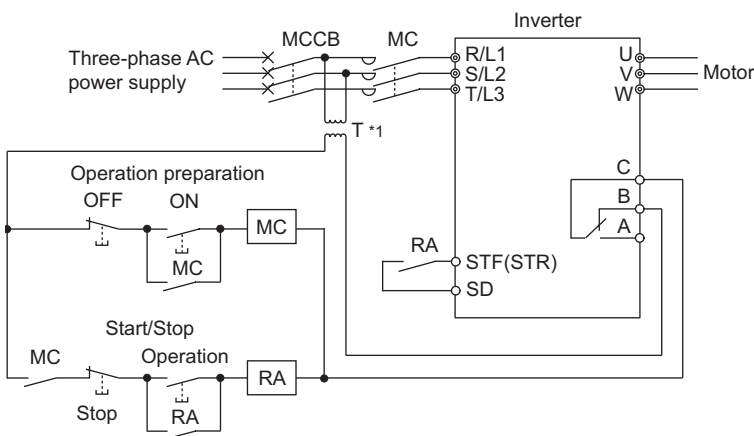 Inverter
MCCB
MC
Three-phase AC
power supply
R/L1
S/L2
T/L3
U
V
W
Motor
T *1
Operation preparation
OFF
ON
MC
MC
C
B
A
RA
STF(STR)
SD
Start/Stop
MC
Operation
RA
Stop
RA